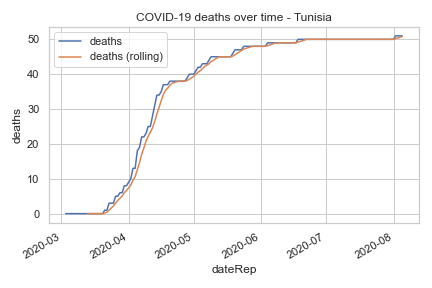 COVID-19 deaths over time - Tunisia
deaths
deaths (rolling)
50
40
30
20
10
0
deaths
2020-03
2020-04
2020-05
2020-06
2020-07
2020-08
dateRep